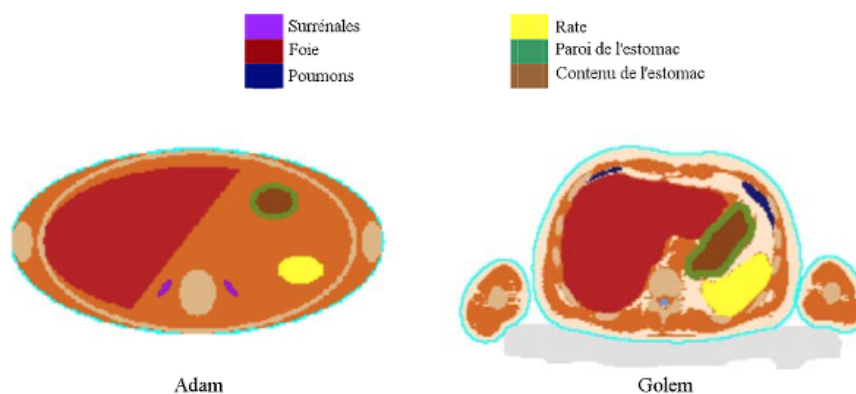 Surrénales
Foie
Poumons
Rate
Paroi de l'estomac
Contenu de l'estomac
Adam
Golem